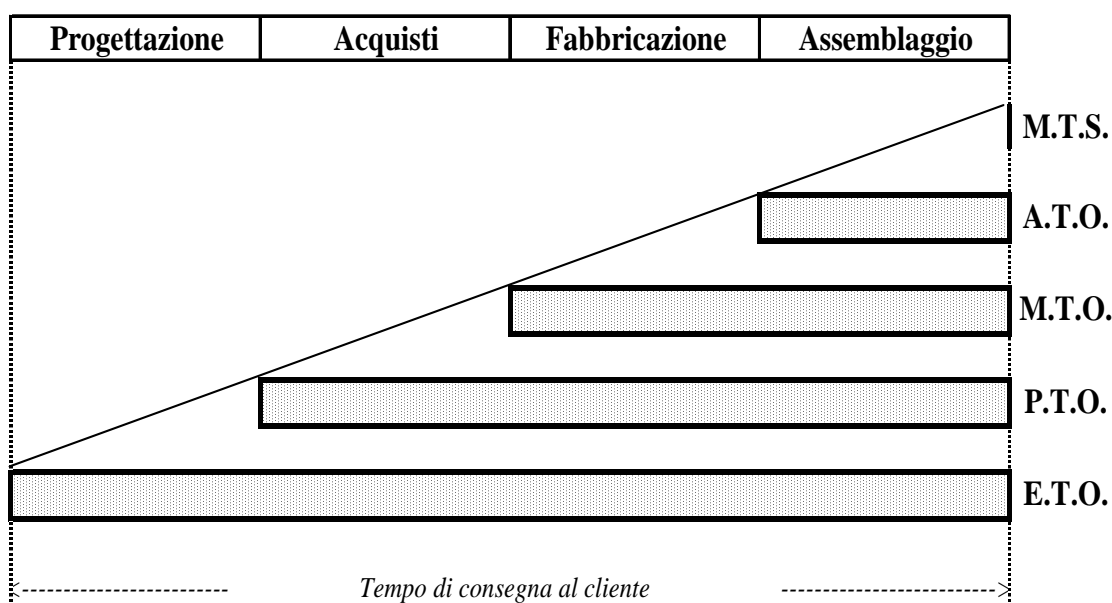 Progettazione Acquisti Fabbricazione Assemblaggio
M.T.S.
A.T.O.
M.T.O.
P.T.O.
E.T.O.
Tempo di consegna al cliente